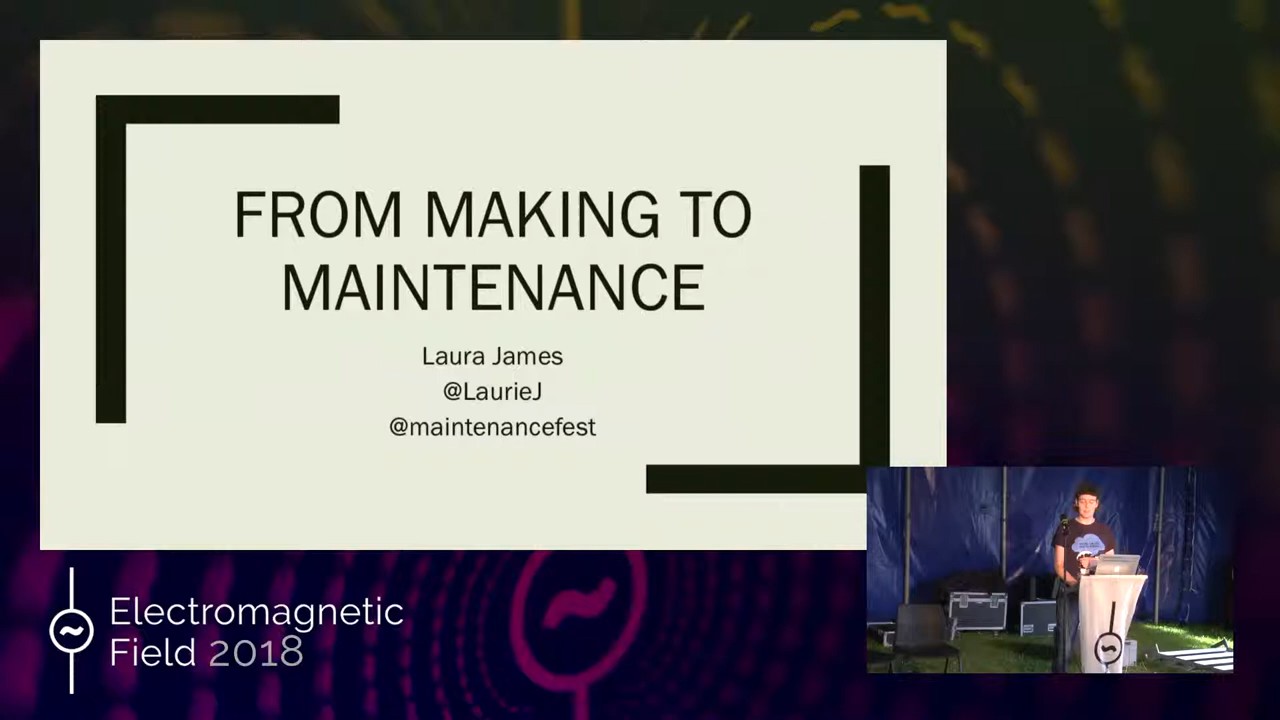 FROM MAKING TO
MAINTENANCE
Laura James
@LaurieJ
@maintenancefest
Electromagnetic
Field 2018